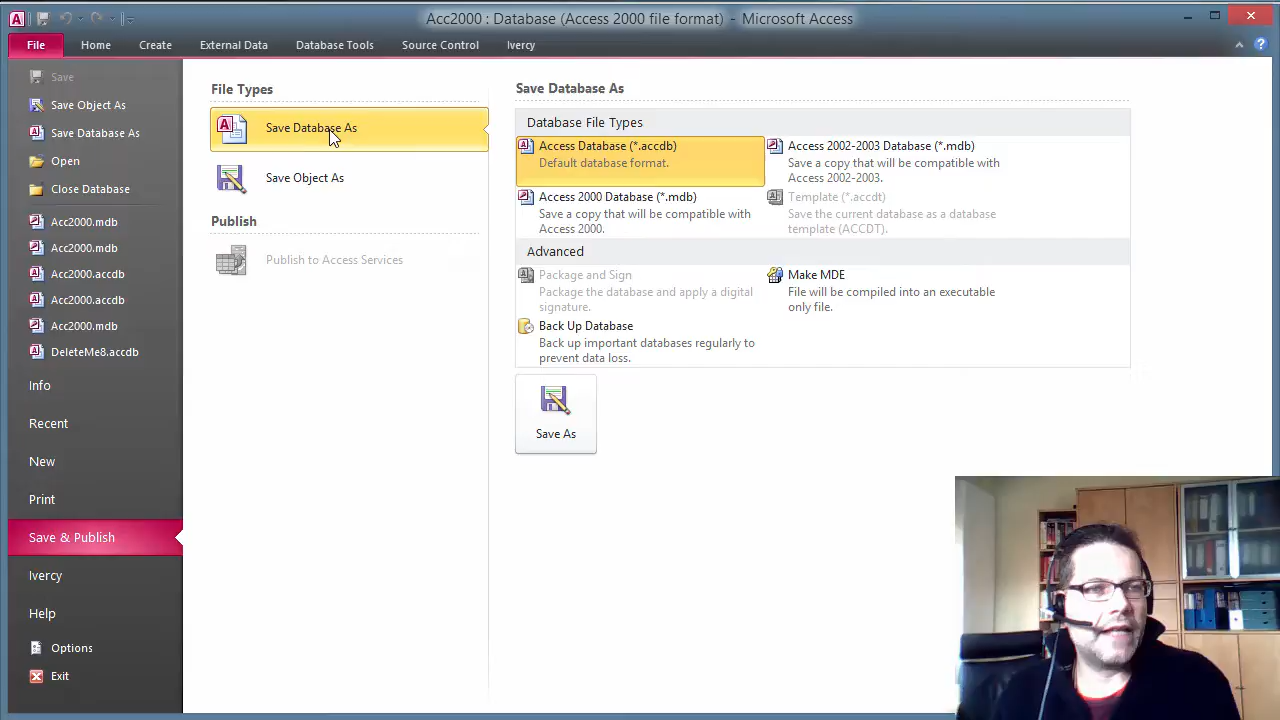 Acc2000 : Database (Access 2000 file format) - Microsoft Access
File Home Create External Data Database Tools Source Control Ivercy
Save
Save Object As
Save Database As
Open
Close Database
Acc2000.mdb
Acc2000.mdb
Acc2000.accdb
Acc2000.accdb
Acc2000.mdb
DeleteMe8.accdb
Info
Recent
New
Print
Save & Publish
Ivercy
Help
Options
Exit
File Types
Save Database As
Save Object As
Publish
Publish to Access Services
Save Database As
Database File Types
Access Database (*.accdb)
Default database format.
Access 2002-2003 Database (*.mdb)
Save a copy that will be compatible with
Access 2002-2003.
Access 2000 Database (*.mdb)
Save a copy that will be compatible with
Access 2000.
Template (*.accdt)
Save the current database as a database
template (ACCDT).
Advanced
Package and Sign
Package the database and apply a digital
signature.
Make MDE
File will be compiled into an executable
only file.
Back Up Database
Back up important databases regularly to
prevent data loss.
Save As